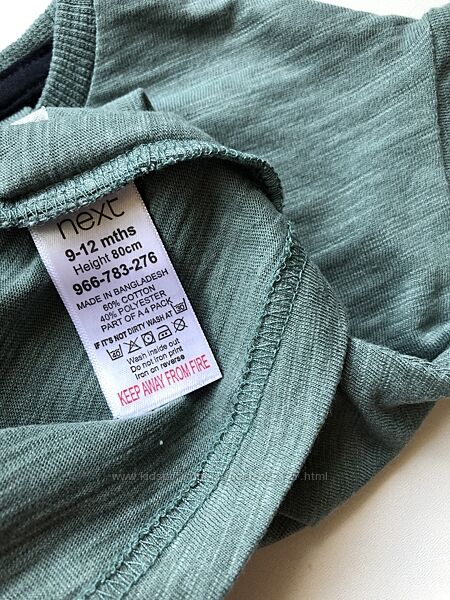 next
9-12 mths
Height 80cm
966-783-276
MADE IN BANGLADESH
60% COTTON
40% POLYESTER
PART OF A 4 PACK
IF IT'S NOT DIRTY WASH AT 30
40
Wash inside out
Do not iron print
Iron on reverse
KEEP AWAY FROM FIRE